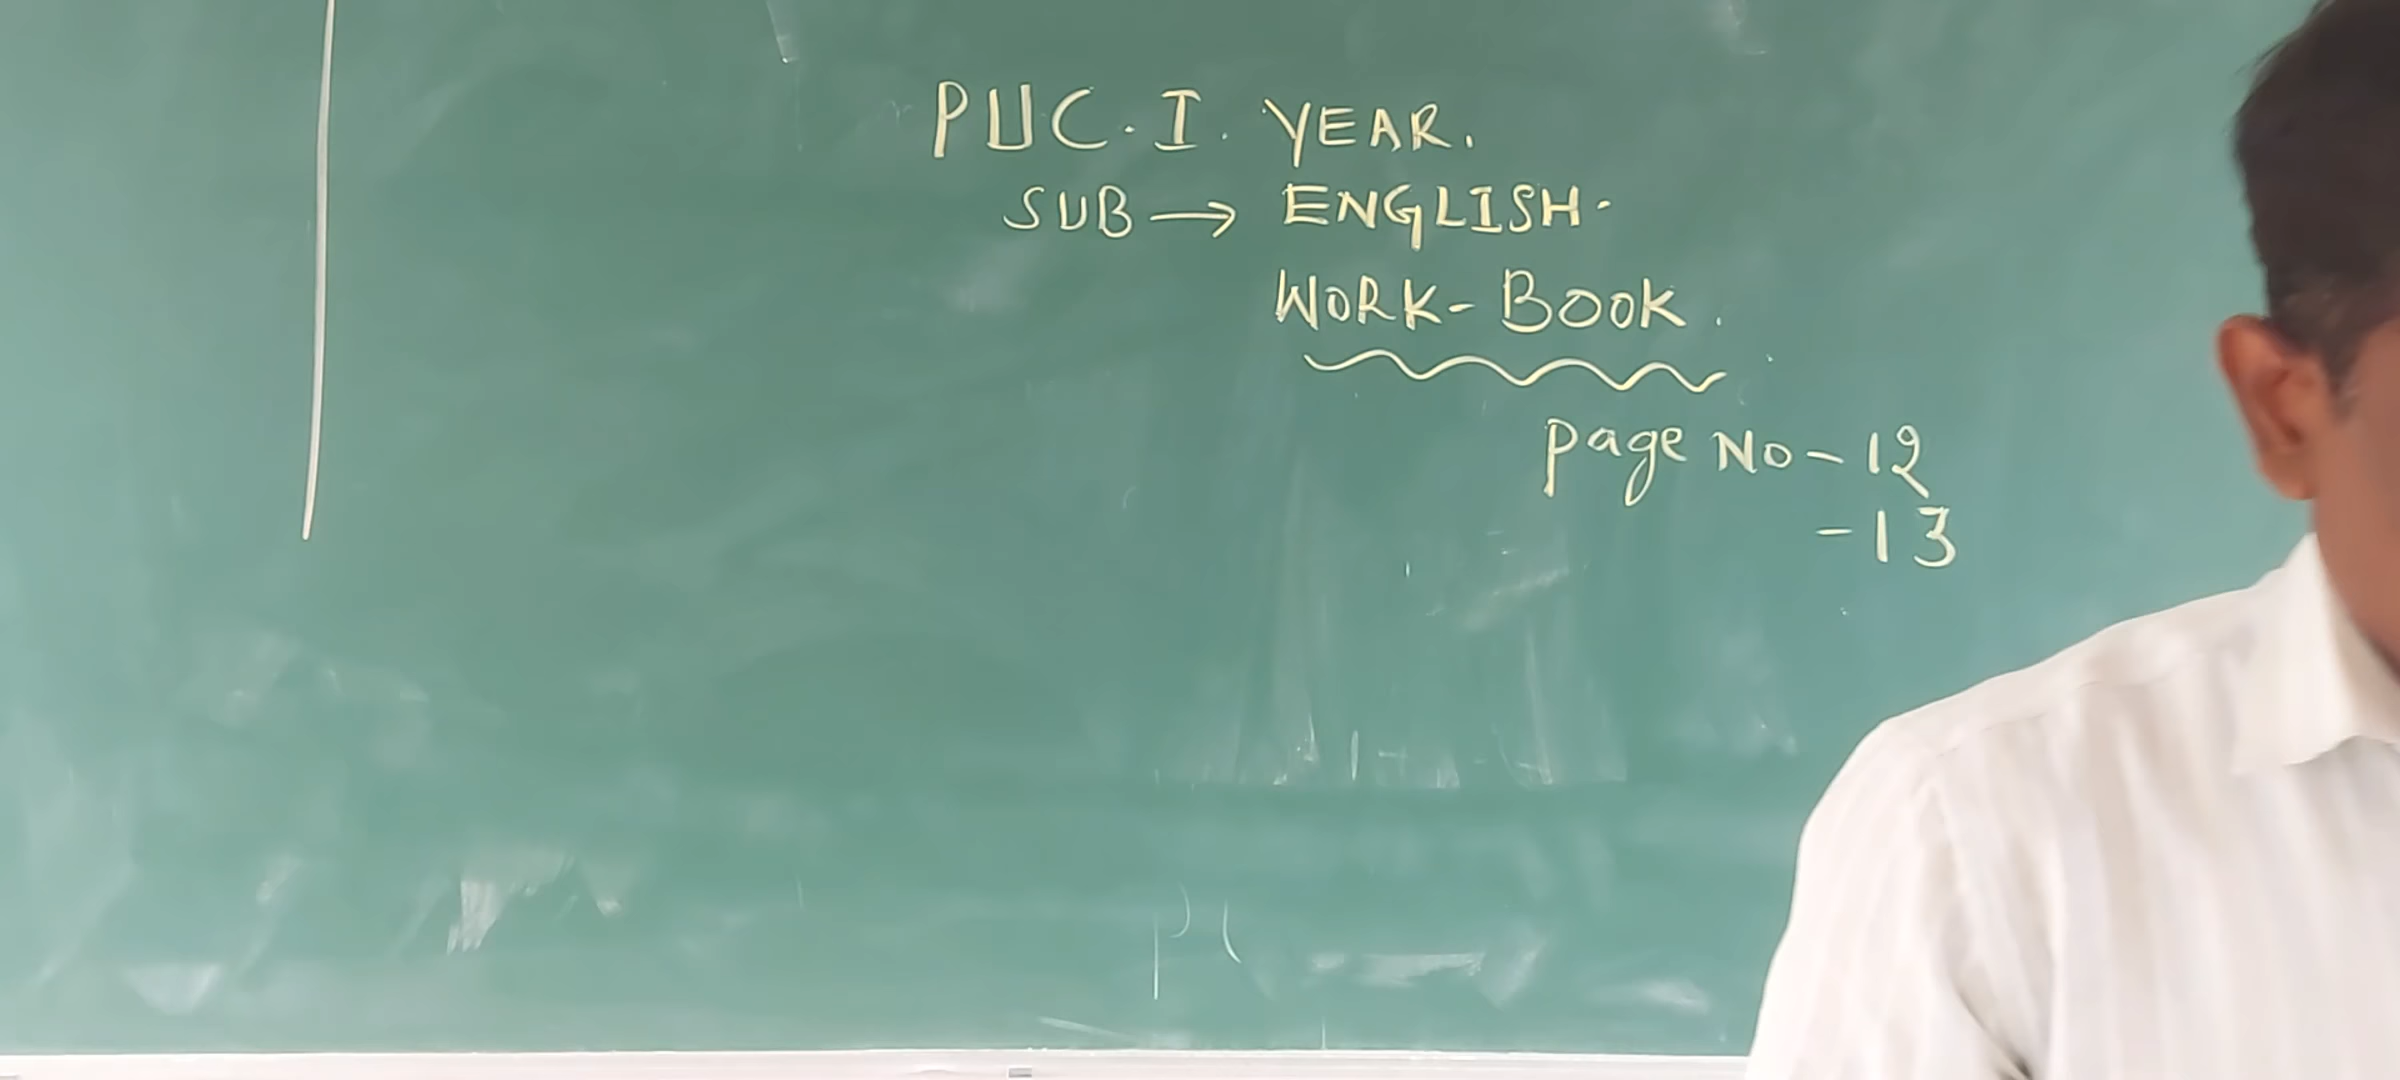 PUC. I. YEAR.
SUB → ENGLISH.
WORK-BOOK.
page No - 12
- 13